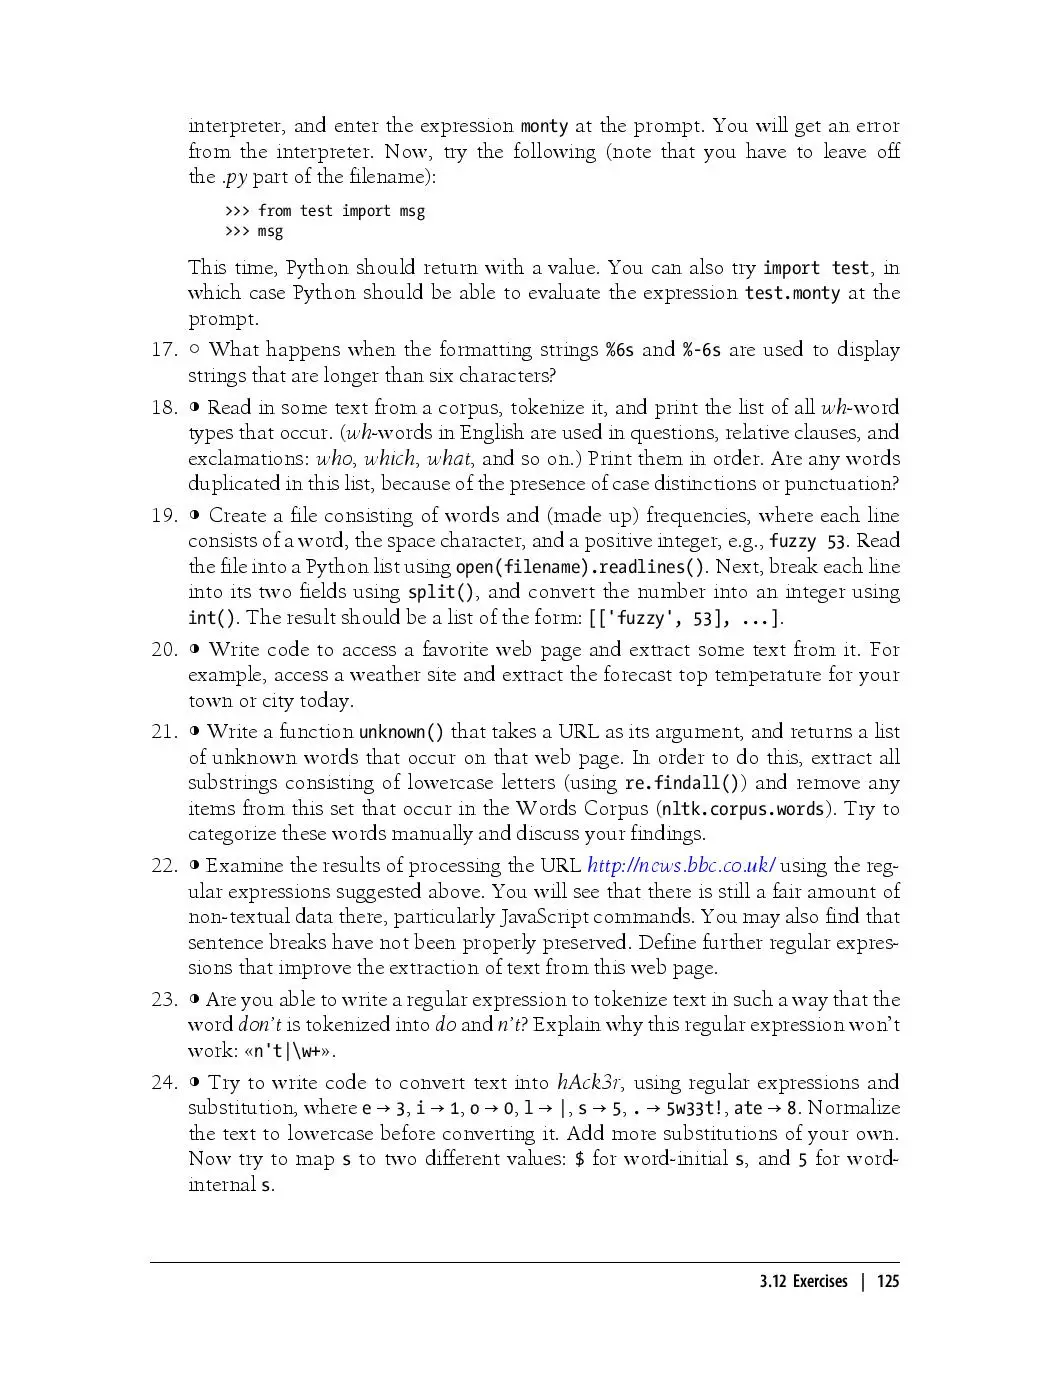 interpreter, and enter the expression monty at the prompt. You will get an error
from the interpreter. Now, try the following (note that you have to leave off
the .py part of the filename):
>>> from test import msg
>>> msg
This time, Python should return with a value. You can also try import test, in
which case Python should be able to evaluate the expression test.monty at the
prompt.
17. ○ What happens when the formatting strings %6s and %-6s are used to display
strings that are longer than six characters?
18. ◑ Read in some text from a corpus, tokenize it, and print the list of all wh-word
types that occur. (wh-words in English are used in questions, relative clauses, and
exclamations: who, which, what, and so on.) Print them in order. Are any words
duplicated in this list, because of the presence of case distinctions or punctuation?
19. ◑ Create a file consisting of words and (made up) frequencies, where each line
consists of a word, the space character, and a positive integer, e.g., fuzzy 53. Read
the file into a Python list using open(filename).readlines(). Next, break each line
into its two fields using split(), and convert the number into an integer using
int(). The result should be a list of the form: [['fuzzy', 53], ...].
20. ◑ Write code to access a favorite web page and extract some text from it. For
example, access a weather site and extract the forecast top temperature for your
town or city today.
21. ◑ Write a function unknown() that takes a URL as its argument, and returns a list
of unknown words that occur on that web page. In order to do this, extract all
substrings consisting of lowercase letters (using re.findall()) and remove any
items from this set that occur in the Words Corpus (nltk.corpus.words). Try to
categorize these words manually and discuss your findings.
22. ◑ Examine the results of processing the URL http://news.bbc.co.uk/ using the reg-
ular expressions suggested above. You will see that there is still a fair amount of
non-textual data there, particularly JavaScript commands. You may also find that
sentence breaks have not been properly preserved. Define further regular expres-
sions that improve the extraction of text from this web page.
23. ◑ Are you able to write a regular expression to tokenize text in such a way that the
word don't is tokenized into do and n't? Explain why this regular expression won't
work: «n't|\w+».
24. ◑ Try to write code to convert text into hAck3r, using regular expressions and
substitution, where e → 3, i → 1, o → 0, l → |, s → 5, . → 5w33t!, ate → 8. Normalize
the text to lowercase before converting it. Add more substitutions of your own.
Now try to map s to two different values: $ for word-initial s, and 5 for word-
internal s.
3.12 Exercises | 125